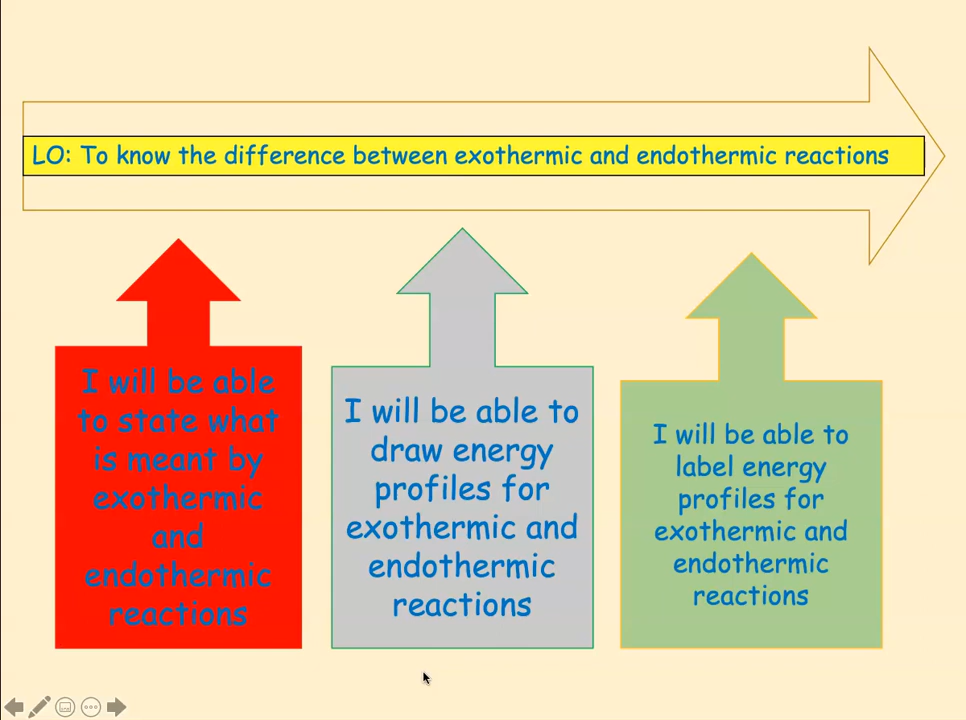 LO: To know the difference between exothermic and endothermic reactions
I will be able
to state what
is meant by
exothermic
and
endothermic
reactions
I will be able to
draw energy
profiles for
exothermic and
endothermic
reactions
I will be able to
label energy
profiles for
exothermic and
endothermic
reactions